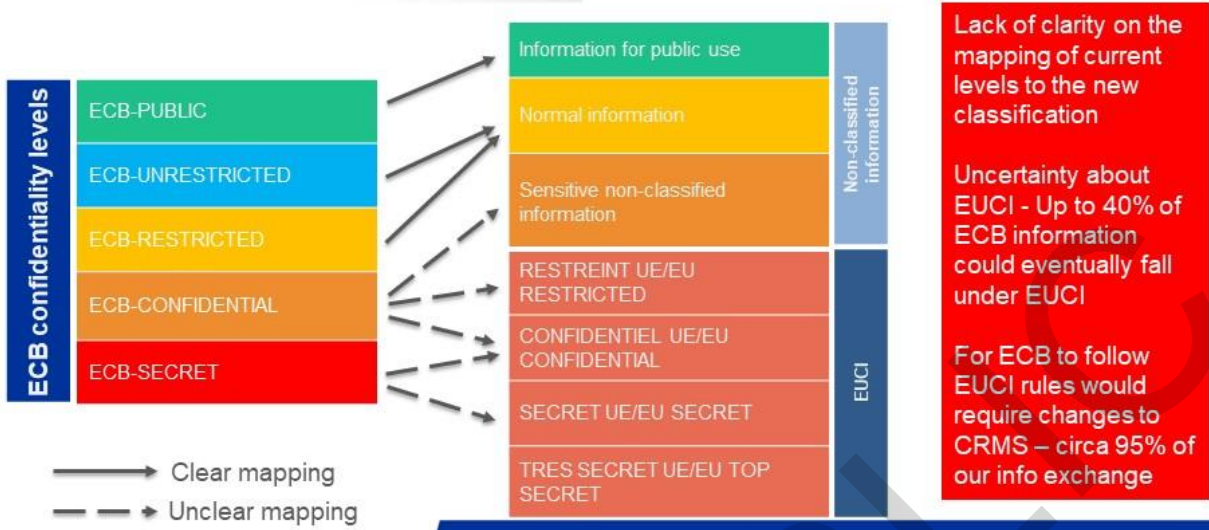 ECB confidentiality levels
ECB-PUBLIC
ECB-UNRESTRICTED
ECB-RESTRICTED
ECB-CONFIDENTIAL
ECB-SECRET
Clear mapping
Unclear mapping
Information for public use
Normal information
Sensitive non-classified
information
RESTREINT UE/EU
RESTRICTED
CONFIDENTIEL UE/EU
CONFIDENTIAL
SECRET UE/EU SECRET
TRES SECRET UE/EU TOP
SECRET
Non-classified
information
EUCI
Lack of clarity on the
mapping of current
levels to the new
classification
Uncertainty about
EUCI - Up to 40% of
ECB information
could eventually fall
under EUCI
For ECB to follow
EUCI rules would
require changes to
CRMS – circa 95% of
our info exchange